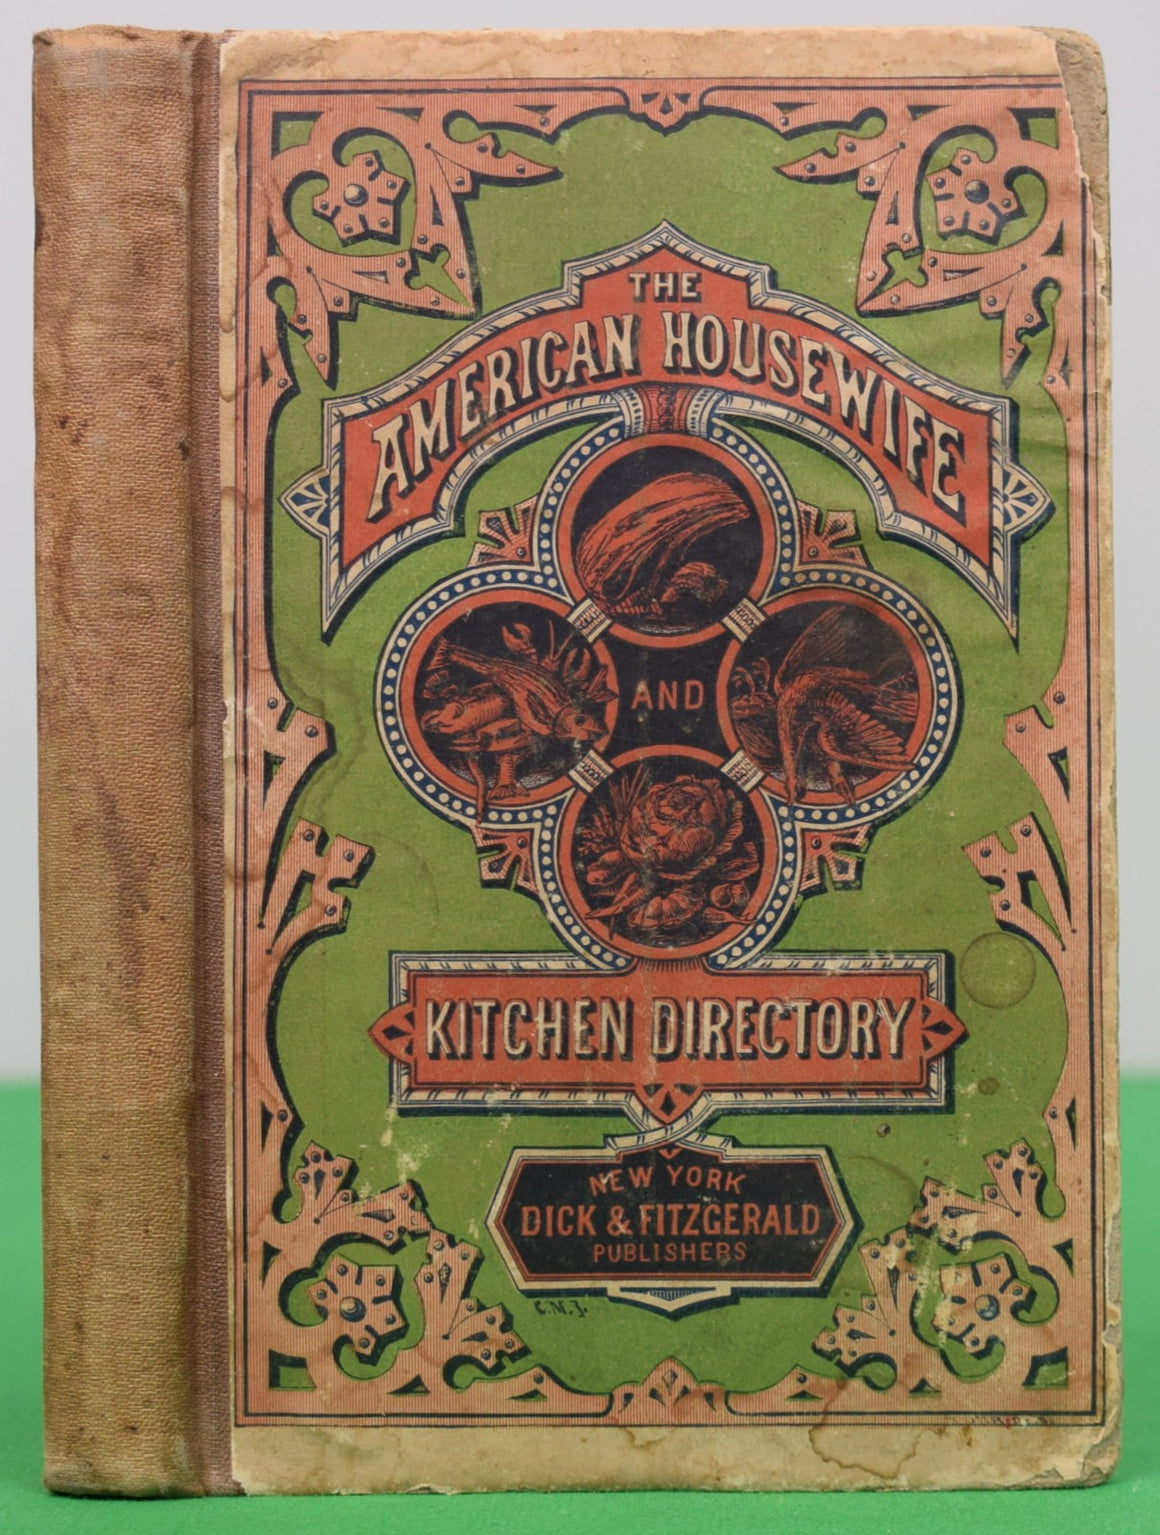 THE
AMERICAN HOUSEWIFE
AND
KITCHEN DIRECTORY
NEW YORK
DICK & FITZGERALD
PUBLISHERS
C.M.J.